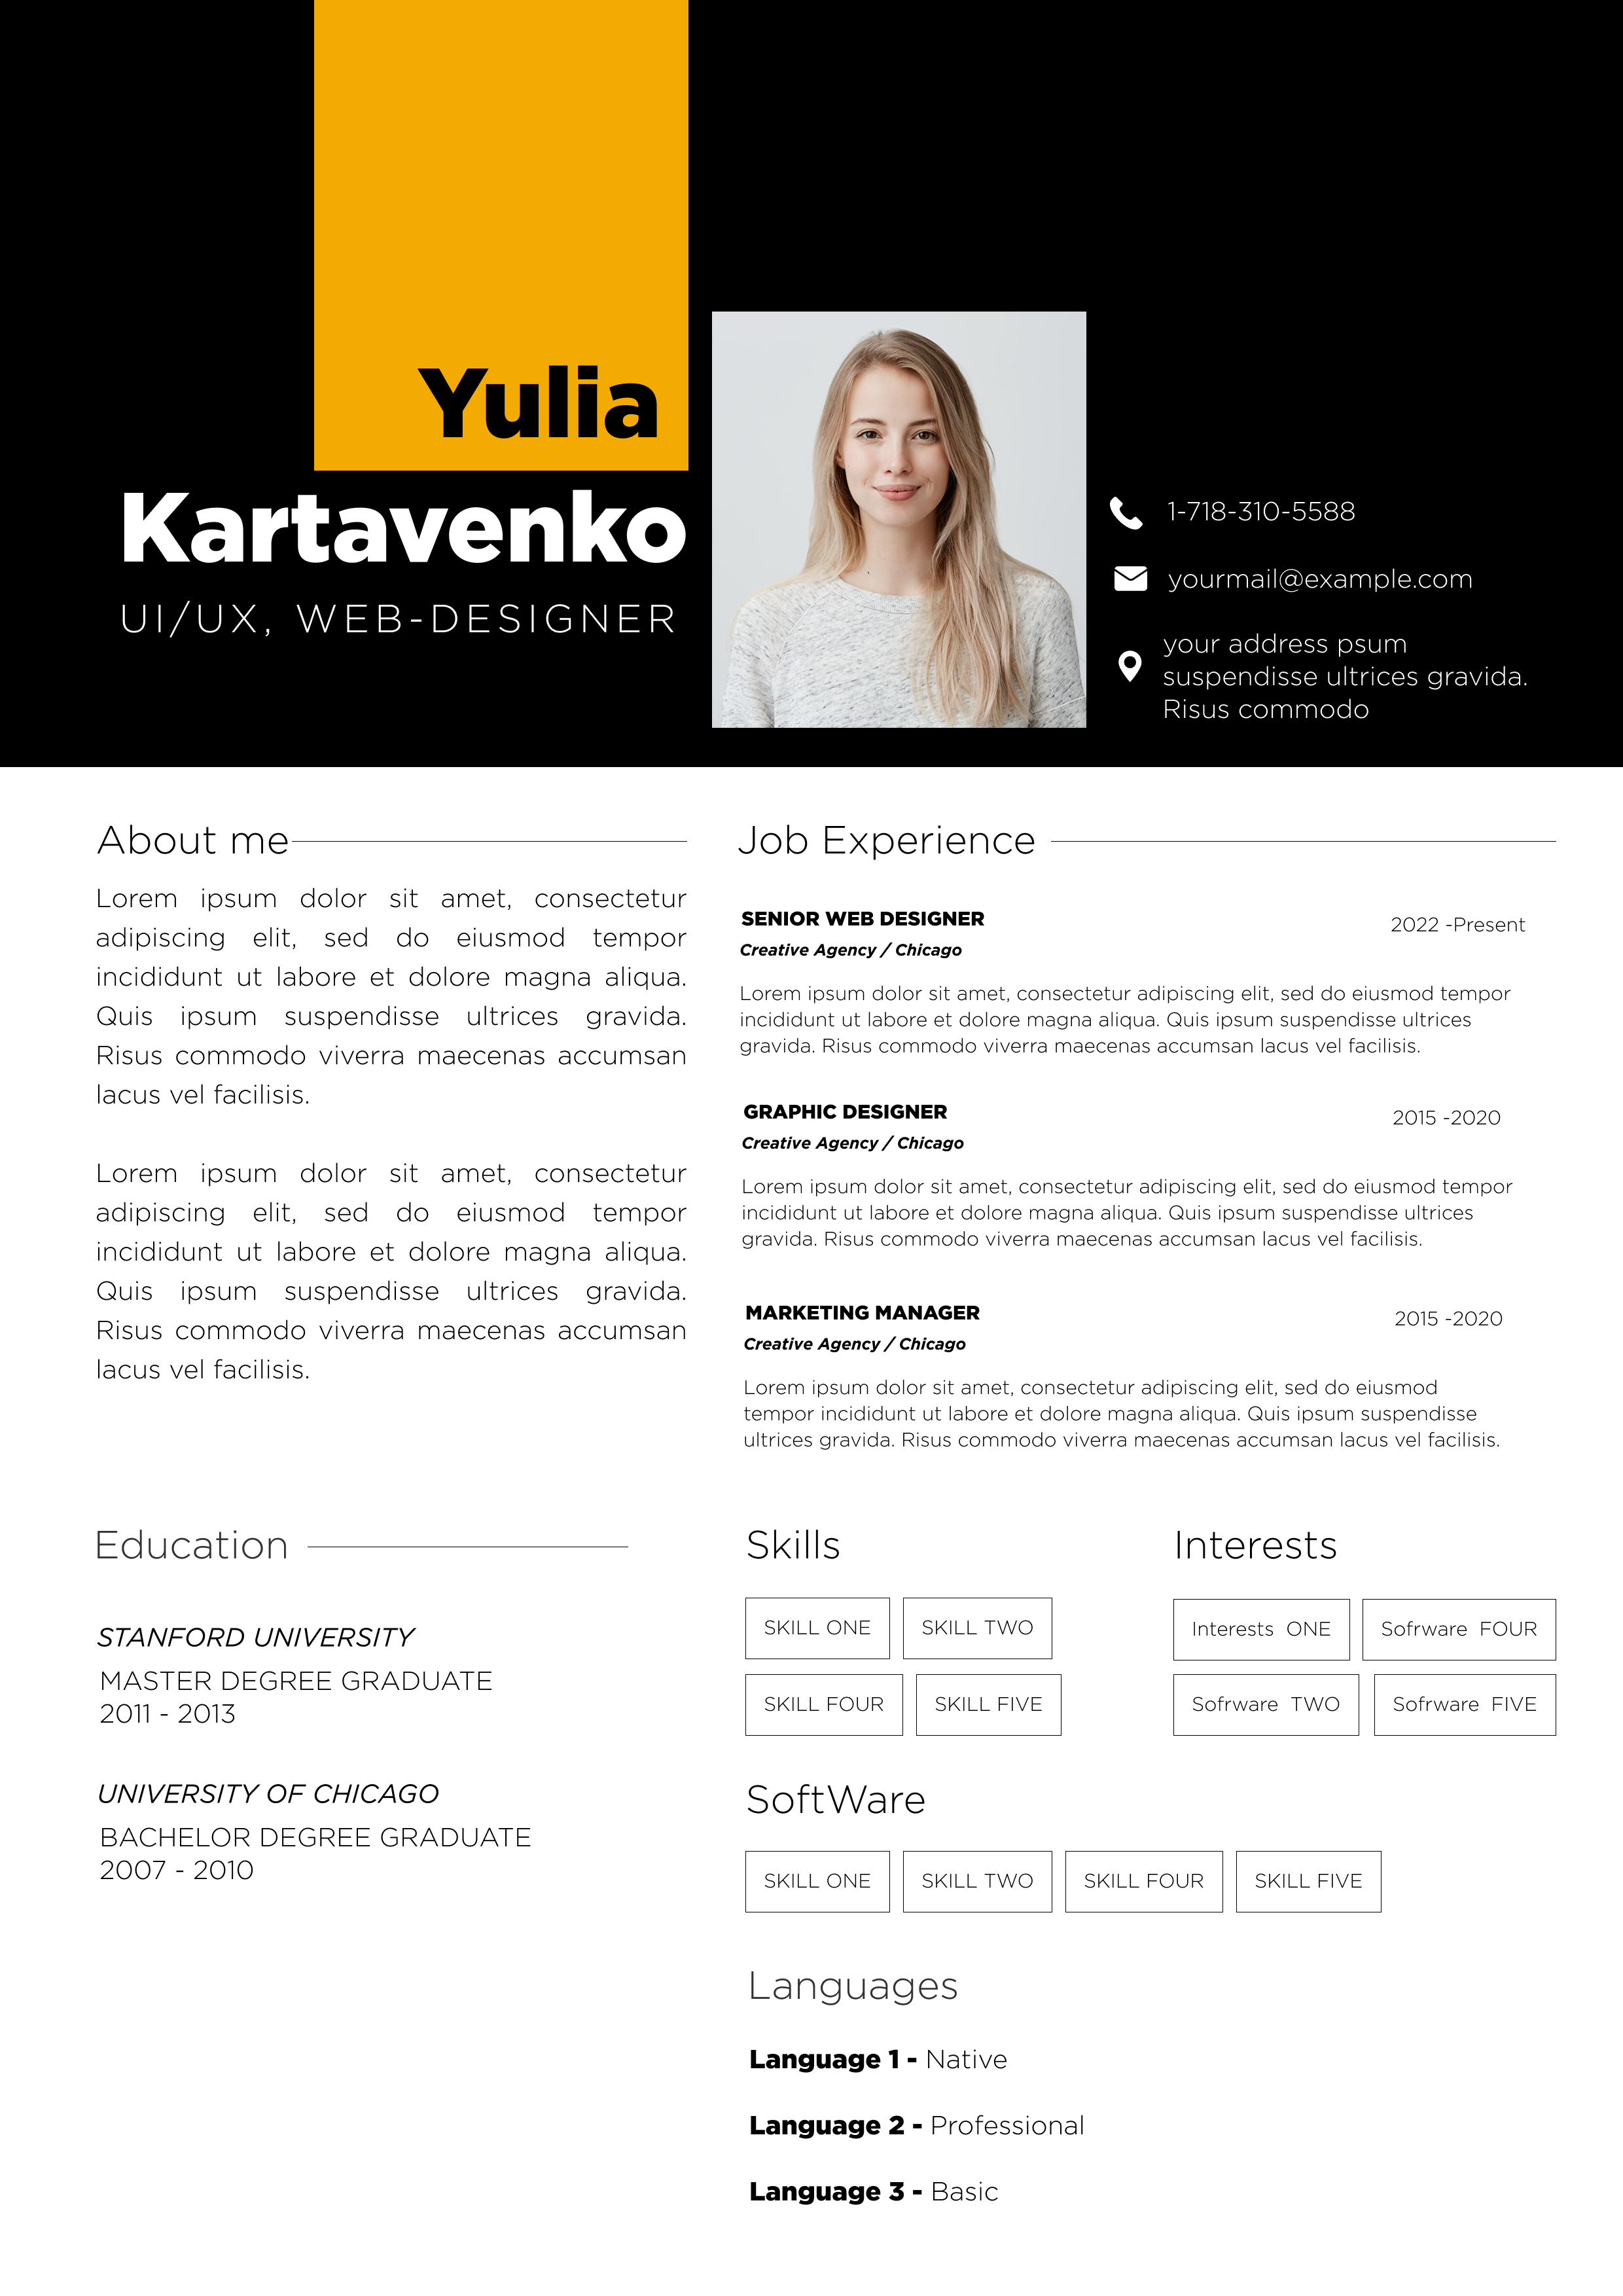 Yulia
Kartavenko
UI/UX, WEB-DESIGNER
1-718-310-5588
yourmail@example.com
your address psum
suspendisse ultrices gravida.
Risus commodo
About me
Lorem ipsum dolor sit amet, consectetur
adipiscing elit, sed do eiusmod tempor
incididunt ut labore et dolore magna aliqua.
Quis ipsum suspendisse ultrices gravida.
Risus commodo viverra maecenas accumsan
lacus vel facilisis.
Lorem ipsum dolor sit amet, consectetur
adipiscing elit, sed do eiusmod tempor
incididunt ut labore et dolore magna aliqua.
Quis ipsum suspendisse ultrices gravida.
Risus commodo viverra maecenas accumsan
lacus vel facilisis.
Job Experience
SENIOR WEB DESIGNER 2022 -Present
Creative Agency / Chicago
Lorem ipsum dolor sit amet, consectetur adipiscing elit, sed do eiusmod tempor
incididunt ut labore et dolore magna aliqua. Quis ipsum suspendisse ultrices
gravida. Risus commodo viverra maecenas accumsan lacus vel facilisis.
GRAPHIC DESIGNER 2015 -2020
Creative Agency / Chicago
Lorem ipsum dolor sit amet, consectetur adipiscing elit, sed do eiusmod tempor
incididunt ut labore et dolore magna aliqua. Quis ipsum suspendisse ultrices
gravida. Risus commodo viverra maecenas accumsan lacus vel facilisis.
MARKETING MANAGER 2015 -2020
Creative Agency / Chicago
Lorem ipsum dolor sit amet, consectetur adipiscing elit, sed do eiusmod
tempor incididunt ut labore et dolore magna aliqua. Quis ipsum suspendisse
ultrices gravida. Risus commodo viverra maecenas accumsan lacus vel facilisis.
Education
STANFORD UNIVERSITY
MASTER DEGREE GRADUATE
2011 - 2013
UNIVERSITY OF CHICAGO
BACHELOR DEGREE GRADUATE
2007 - 2010
Skills
SKILL ONE SKILL TWO
SKILL FOUR SKILL FIVE
Interests
Interests ONE Sofrware FOUR
Sofrware TWO Sofrware FIVE
SoftWare
SKILL ONE SKILL TWO SKILL FOUR SKILL FIVE
Languages
Language 1 - Native
Language 2 - Professional
Language 3 - Basic